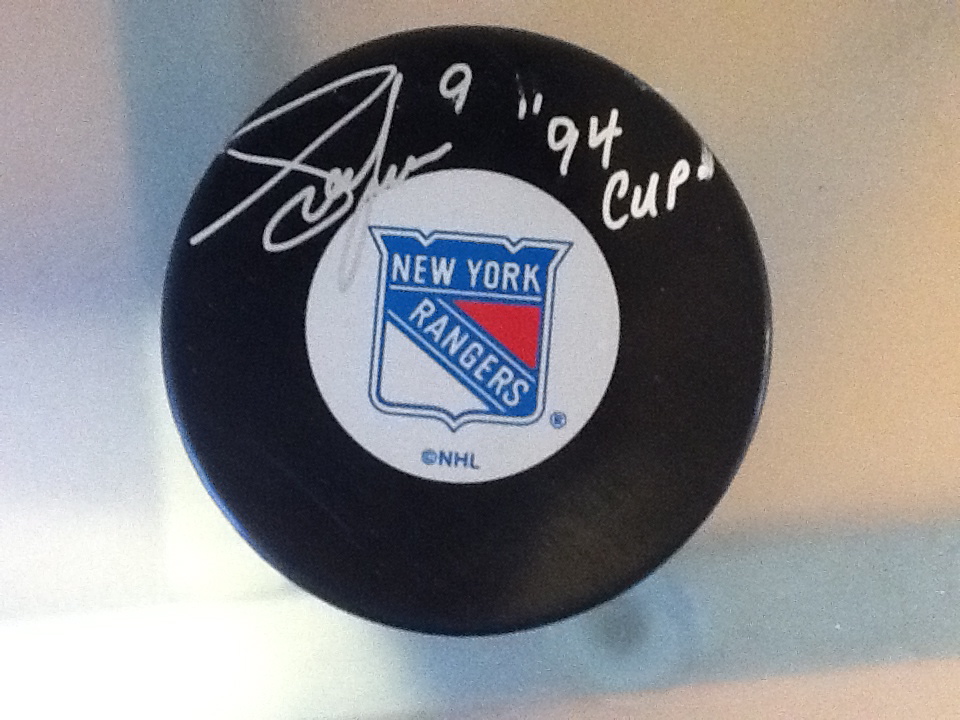 9 "94
CUP"
NEW YORK
RANGERS
®
©NHL